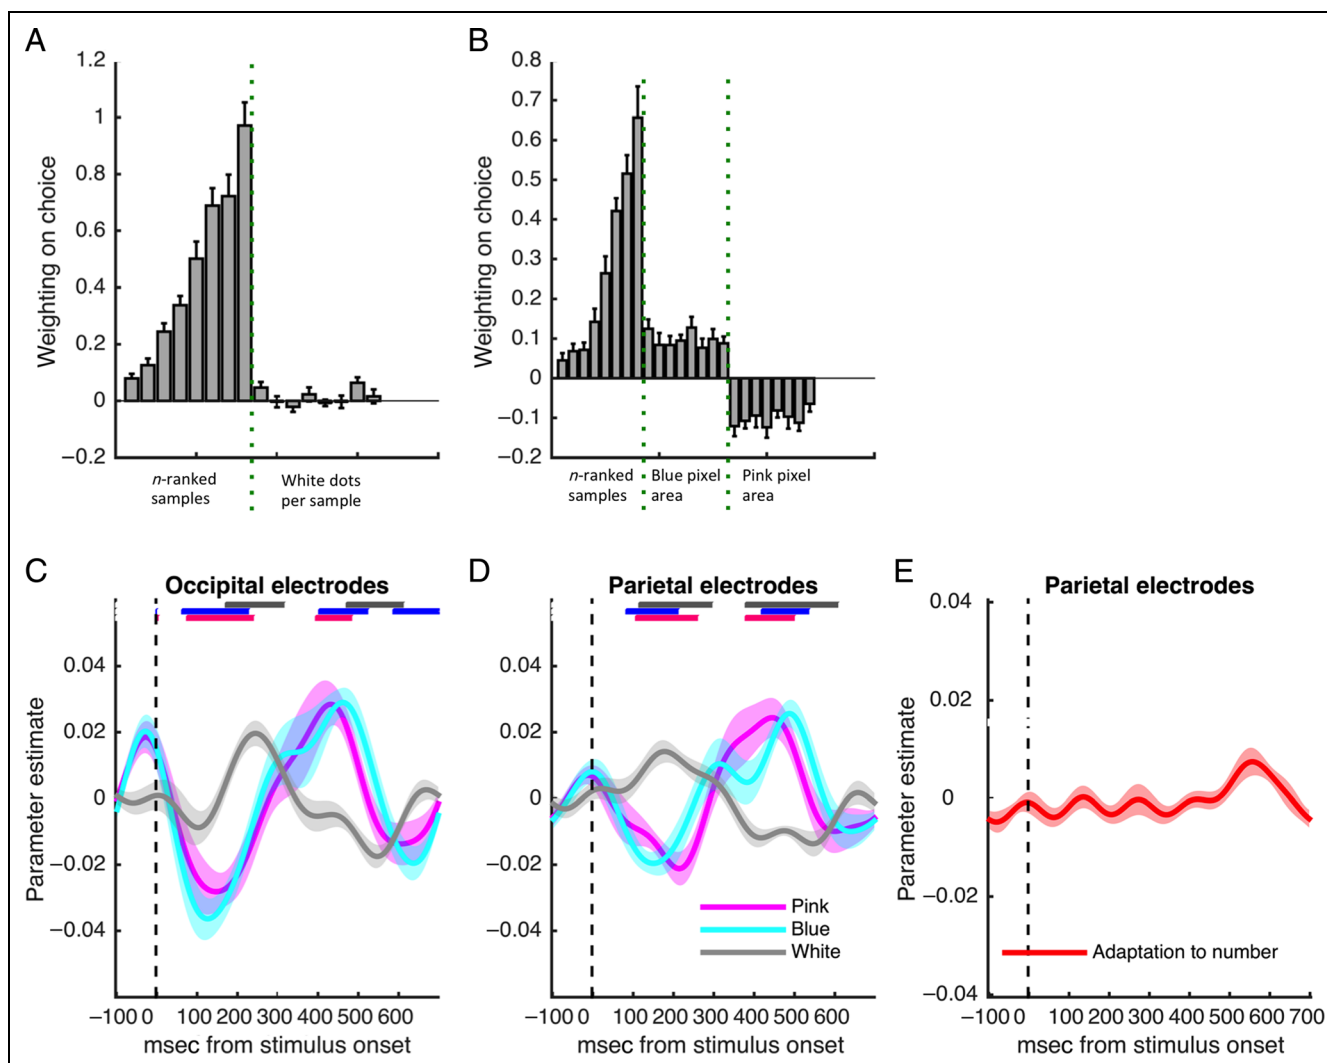 A
1.2
1
0.8
0.6
0.4
0.2
0
−0.2
Weighting on choice
n-ranked
samples
White dots
per sample
B
0.8
0.7
0.6
0.5
0.4
0.3
0.2
0.1
0
−0.1
−0.2
Weighting on choice
n-ranked
samples
Blue pixel
area
Pink pixel
area
C
Occipital electrodes
0.04
0.02
0
−0.02
−0.04
Parameter estimate
−100 0 100 200 300 400 500 600
msec from stimulus onset
D
Parietal electrodes
0.04
0.02
0
−0.02
−0.04
Pink
Blue
White
−100 0 100 200 300 400 500 600
msec from stimulus onset
E
Parietal electrodes
0.04
0.02
0
−0.02
−0.04
Parameter estimate
Adaptation to number
−100 0 100 200 300 400 500 600 700
msec from stimulus onset